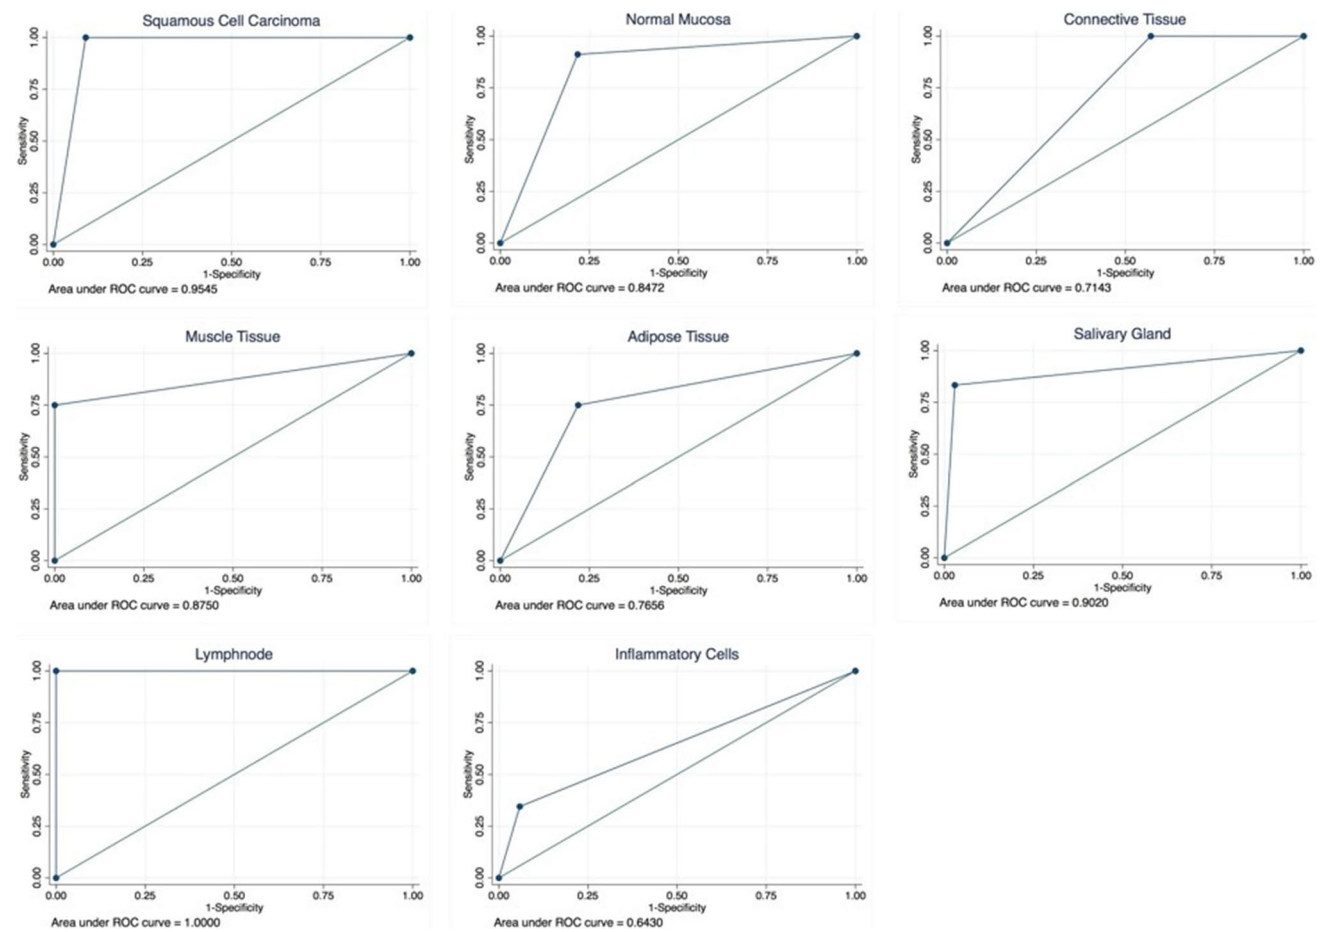 Squamous Cell Carcinoma
Sensitivity
0.00 0.25 0.50 0.75 1.00
0.00 0.25 0.50 0.75 1.00
1-Specificity
Area under ROC curve = 0.9545
Normal Mucosa
Sensitivity
0.00 0.25 0.50 0.75 1.00
0.00 0.25 0.50 0.75 1.00
1-Specificity
Area under ROC curve = 0.8472
Connective Tissue
Sensitivity
0.00 0.25 0.50 0.75 1.00
0.00 0.25 0.50 0.75 1.00
1-Specificity
Area under ROC curve = 0.7143
Muscle Tissue
Sensitivity
0.00 0.25 0.50 0.75 1.00
0.00 0.25 0.50 0.75 1.00
1-Specificity
Area under ROC curve = 0.8750
Adipose Tissue
Sensitivity
0.00 0.25 0.50 0.75 1.00
0.00 0.25 0.50 0.75 1.00
1-Specificity
Area under ROC curve = 0.7656
Salivary Gland
Sensitivity
0.00 0.25 0.50 0.75 1.00
0.00 0.25 0.50 0.75 1.00
1-Specificity
Area under ROC curve = 0.9020
Lymphnode
Sensitivity
0.00 0.25 0.50 0.75 1.00
0.00 0.25 0.50 0.75 1.00
1-Specificity
Area under ROC curve = 1.0000
Inflammatory Cells
Sensitivity
0.00 0.25 0.50 0.75 1.00
0.00 0.25 0.50 0.75 1.00
1-Specificity
Area under ROC curve = 0.6430